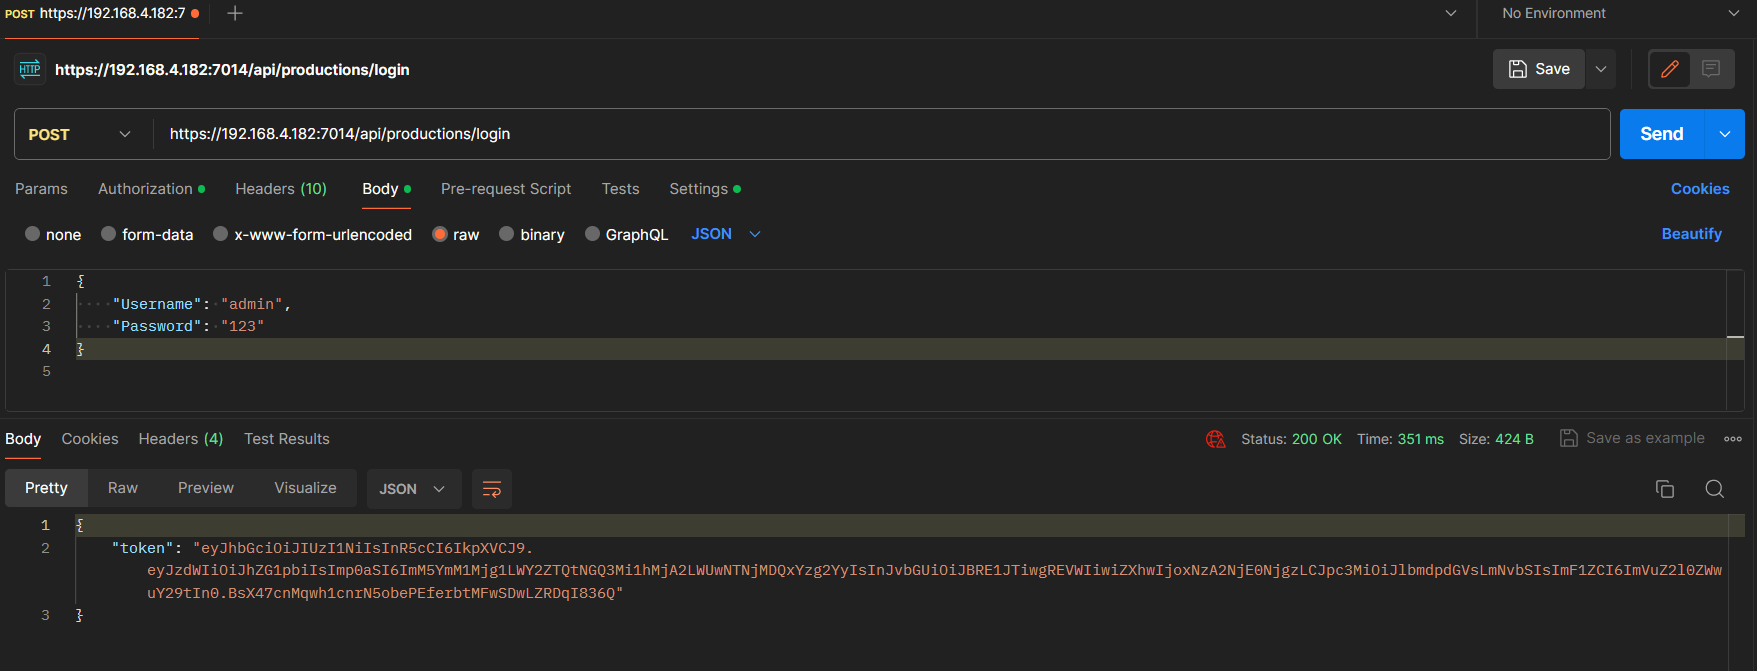 POST https://192.168.4.182:7
No Environment
HTTP https://192.168.4.182:7014/api/productions/login
Save
POST https://192.168.4.182:7014/api/productions/login
Send
Params Authorization Headers (10) Body Pre-request Script Tests Settings Cookies
none form-data x-www-form-urlencoded raw binary GraphQL JSON Beautify
1 {
2 "Username": "admin",
3 "Password": "123"
4 }
5
Body Cookies Headers (4) Test Results Status: 200 OK Time: 351 ms Size: 424 B Save as example
Pretty Raw Preview Visualize JSON
1 {
2 "token": "eyJhbGciOiJIUzI1NiIsInR5cCI6IkpXVCJ9.
eyJzdWIiOiJhZG1pbiIsImp0aSI6ImM5YmM1Mjg1LWY2ZTQtNGQ3Mi1hMjA2LWUwNTNjMDQxYzg2YyIsInJvbGUiOiJBRE1JTiwgREVWIiwiZXhwIjoxNzA2NjE0NjgzLCJpc3MiOiJlbmdpdGVsLmNvbSIsImF1ZCI6ImVuZ2l0ZWw
uY29tIn0.BsX47cnMqwh1cnrN5obePEferbtMFwSDwLZRDqI836Q"
3 }